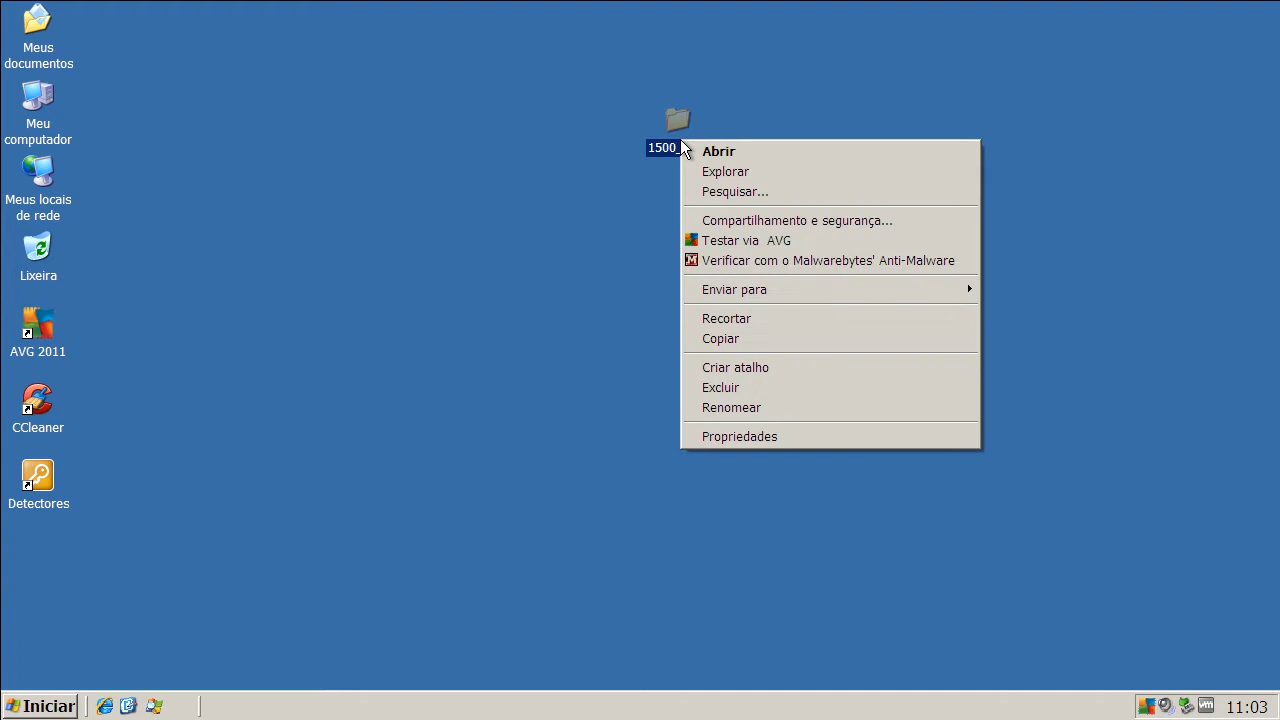 Meus
documentos
Meu
computador
Meus locais
de rede
Lixeira
AVG 2011
CCleaner
Detectores
1500_
Abrir
Explorar
Pesquisar...
Compartilhamento e segurança...
Testar via  AVG
Verificar com o Malwarebytes' Anti-Malware
Enviar para
Recortar
Copiar
Criar atalho
Excluir
Renomear
Propriedades
Iniciar
vm
11:03